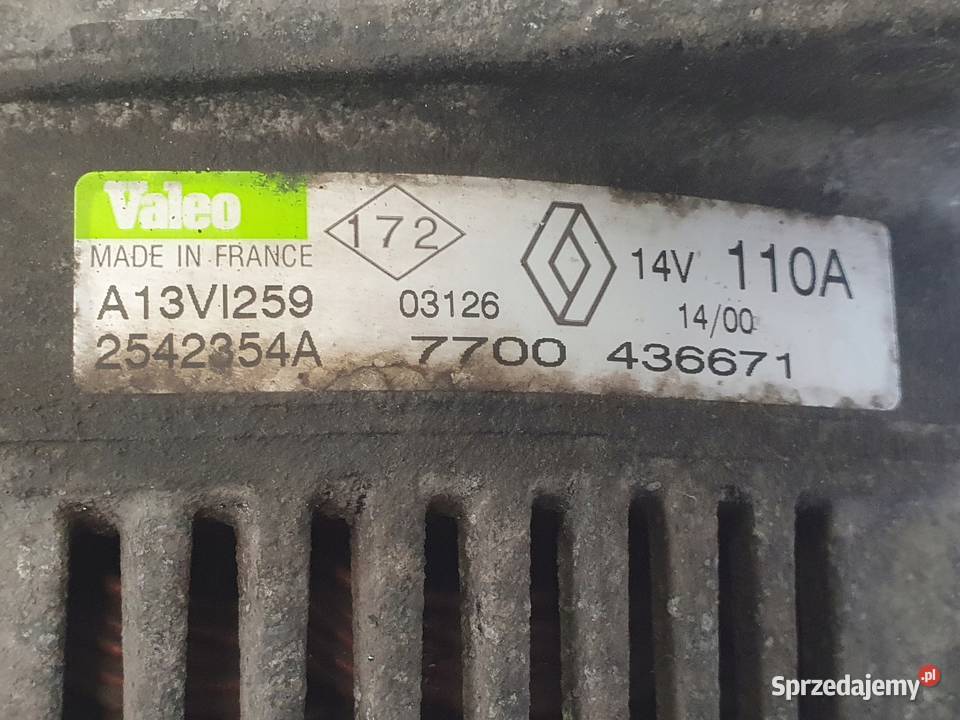 Valeo
MADE IN FRANCE
172
14V 110A
A13VI259
03126
14/00
2542354A
7700 436671
Sprzedajemy.pl